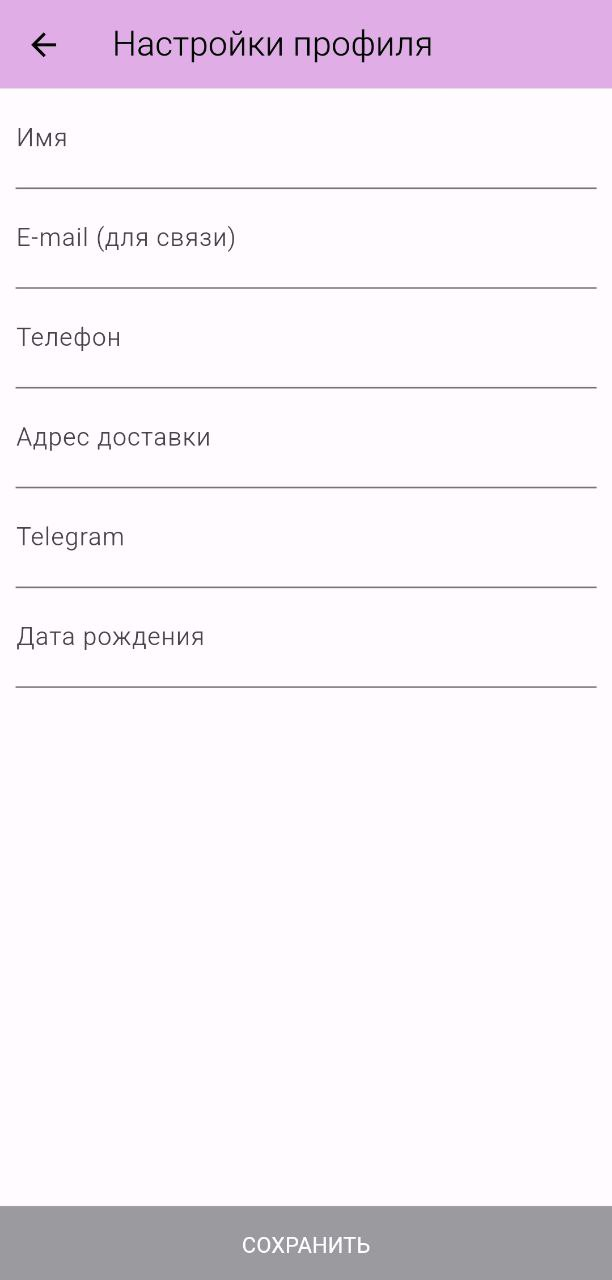 Настройки профиля
Имя
E-mail (для связи)
Телефон
Адрес доставки
Telegram
Дата рождения
СОХРАНИТЬ